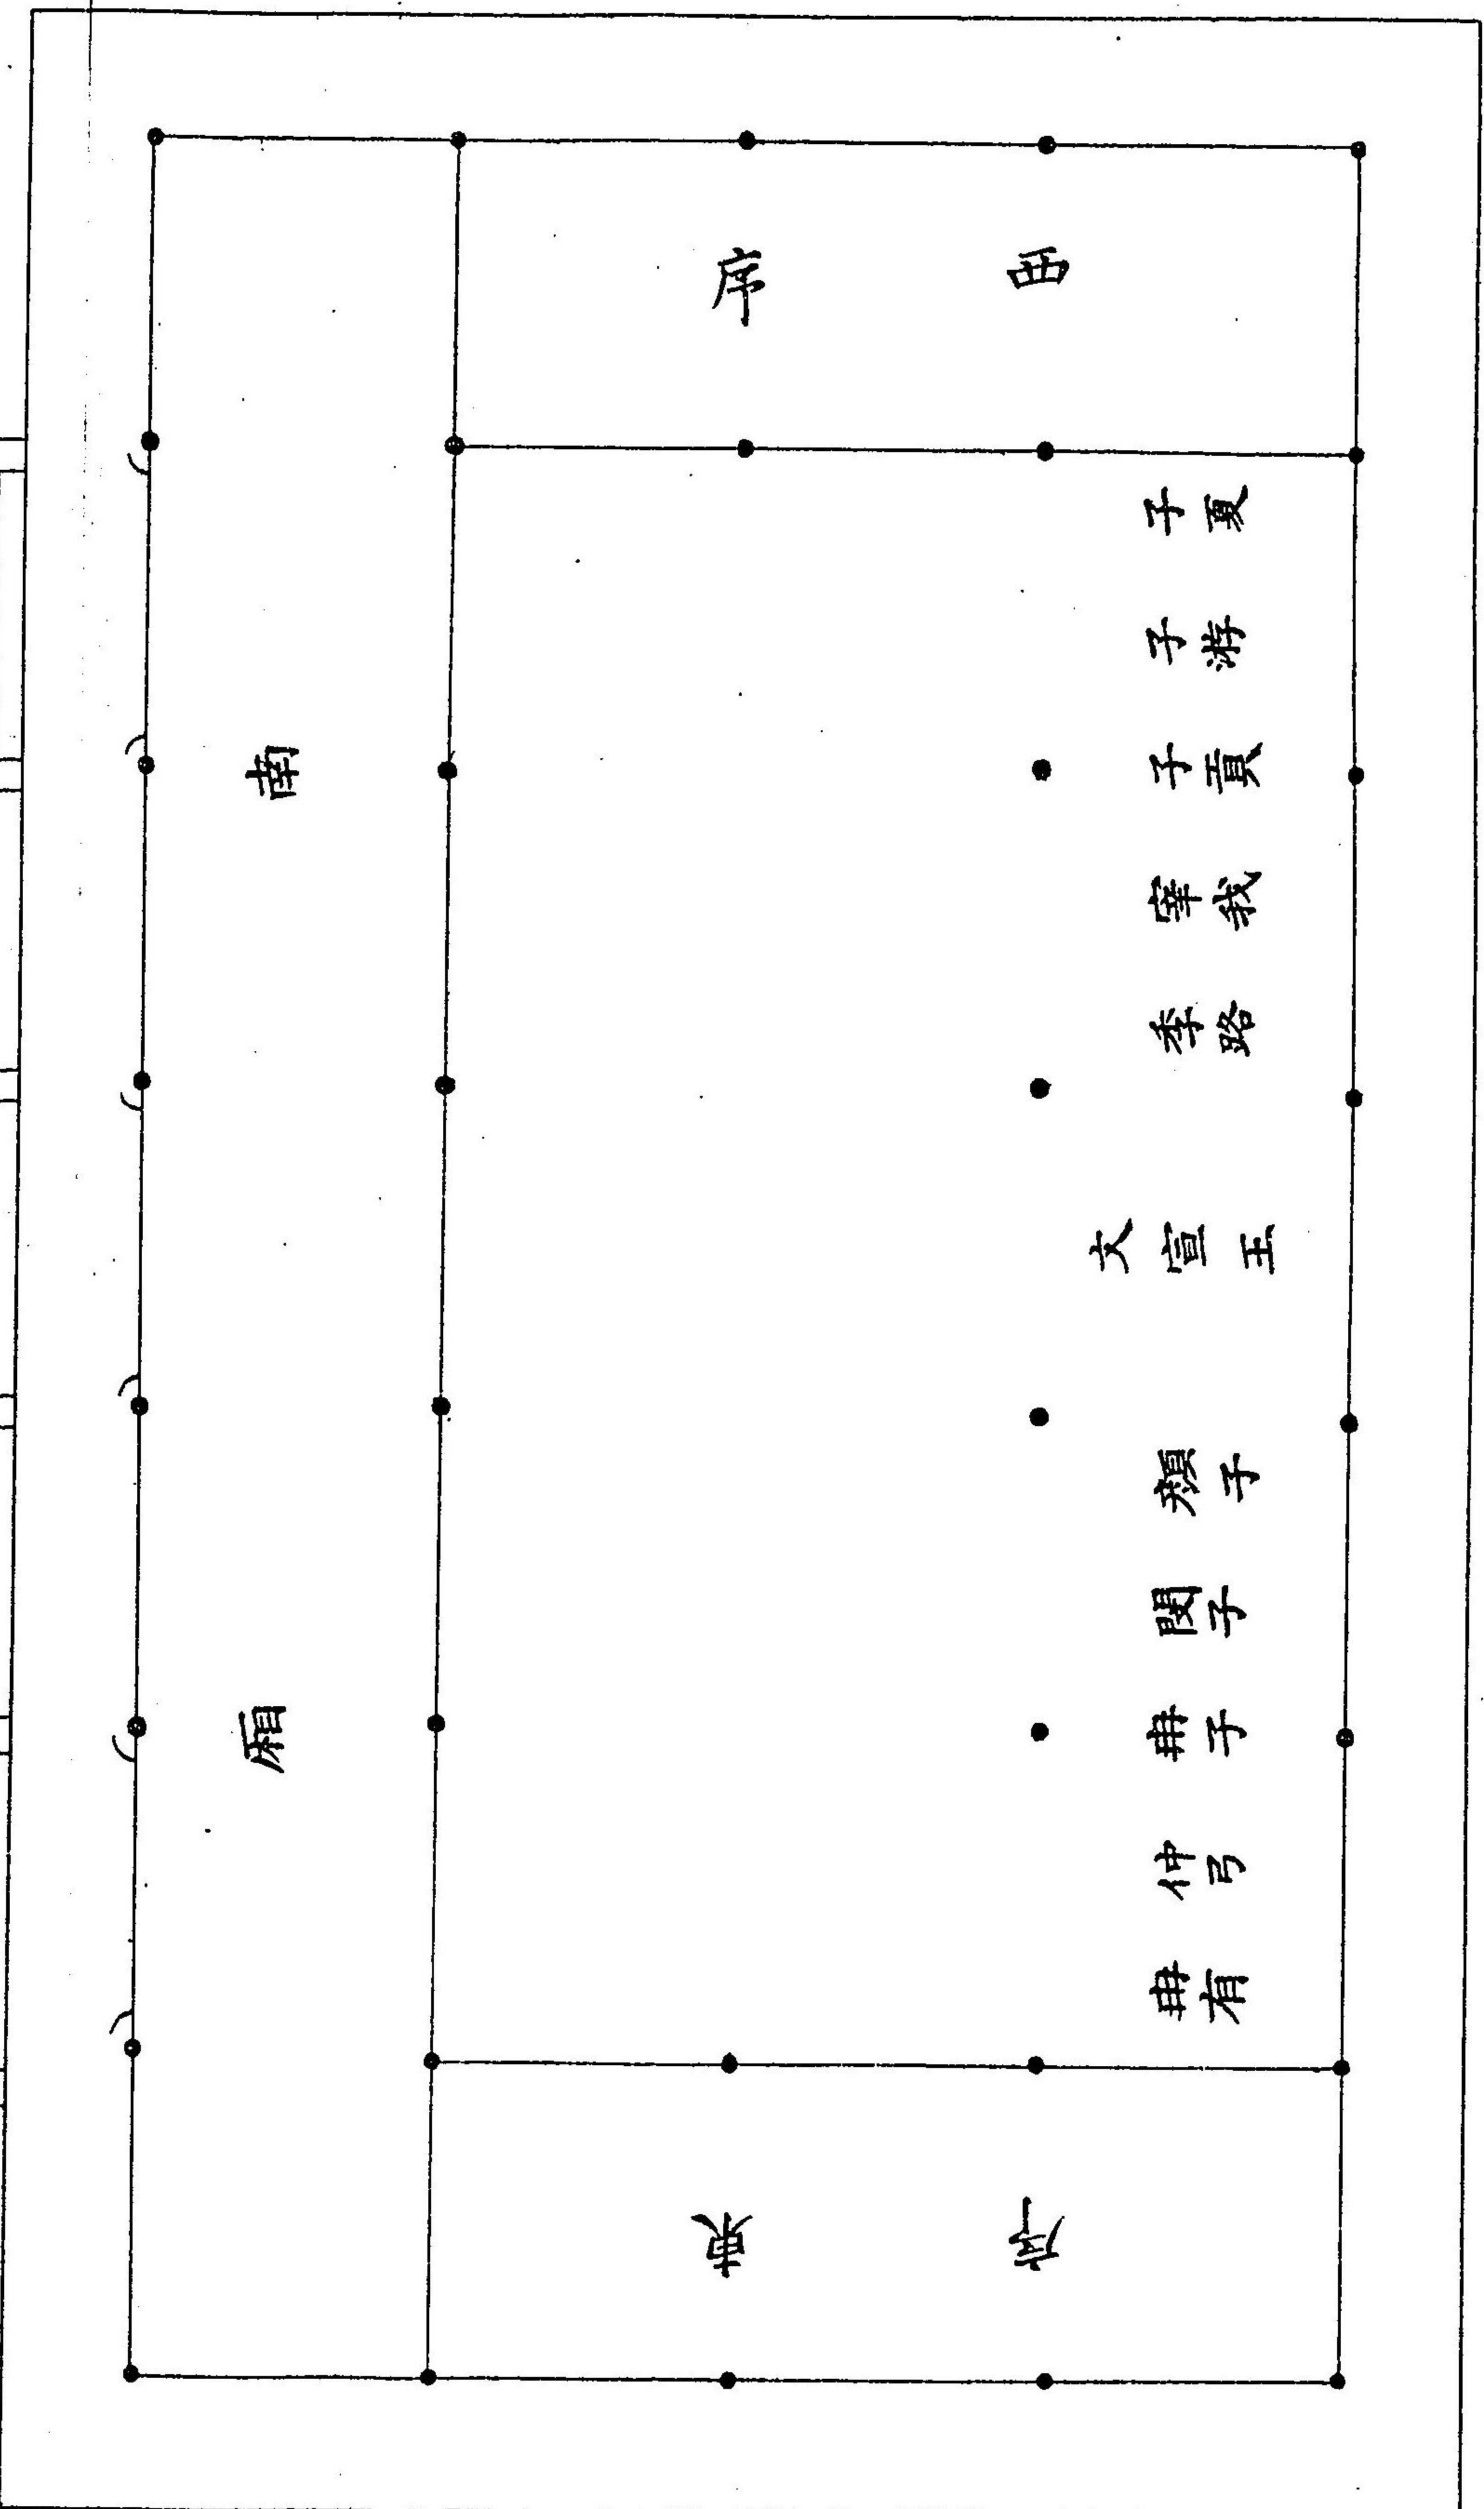 西序
子夏
子游
子貢
宰我
季路
文宣王
顔子
閔子
冉子
仲弓
冉有
東序
南廂